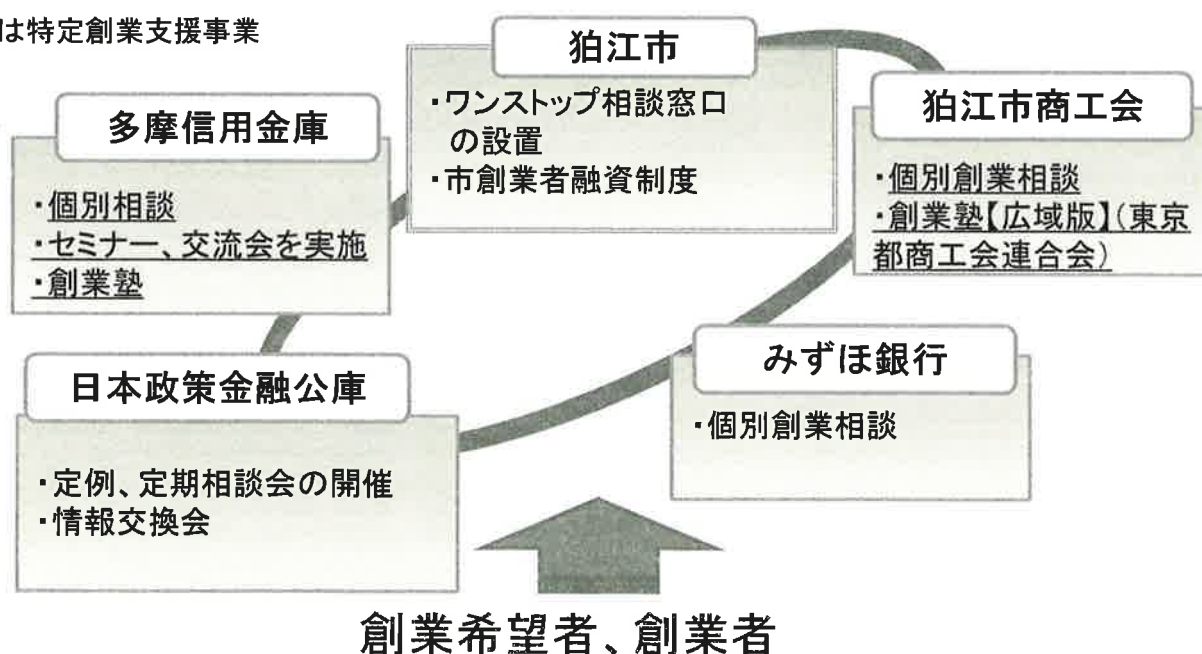 は特定創業支援事業
狛江市
・ワンストップ相談窓口
の設置
・市創業者融資制度
多摩信用金庫
・個別相談
・セミナー、交流会を実施
・創業塾
狛江市商工会
・個別創業相談
・創業塾【広域版】(東京
都商工会連合会)
日本政策金融公庫
・定例、定期相談会の開催
・情報交換会
みずほ銀行
・個別創業相談
創業希望者、創業者